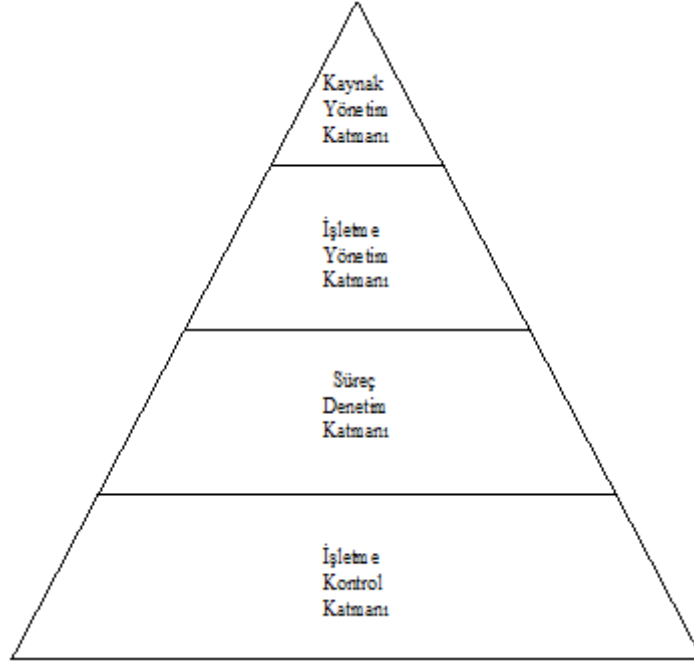 Kaynak
Yönetim
Katmanı
İşletme
Yönetim
Katmanı
Süreç
Denetim
Katmanı
İşletme
Kontrol
Katmanı